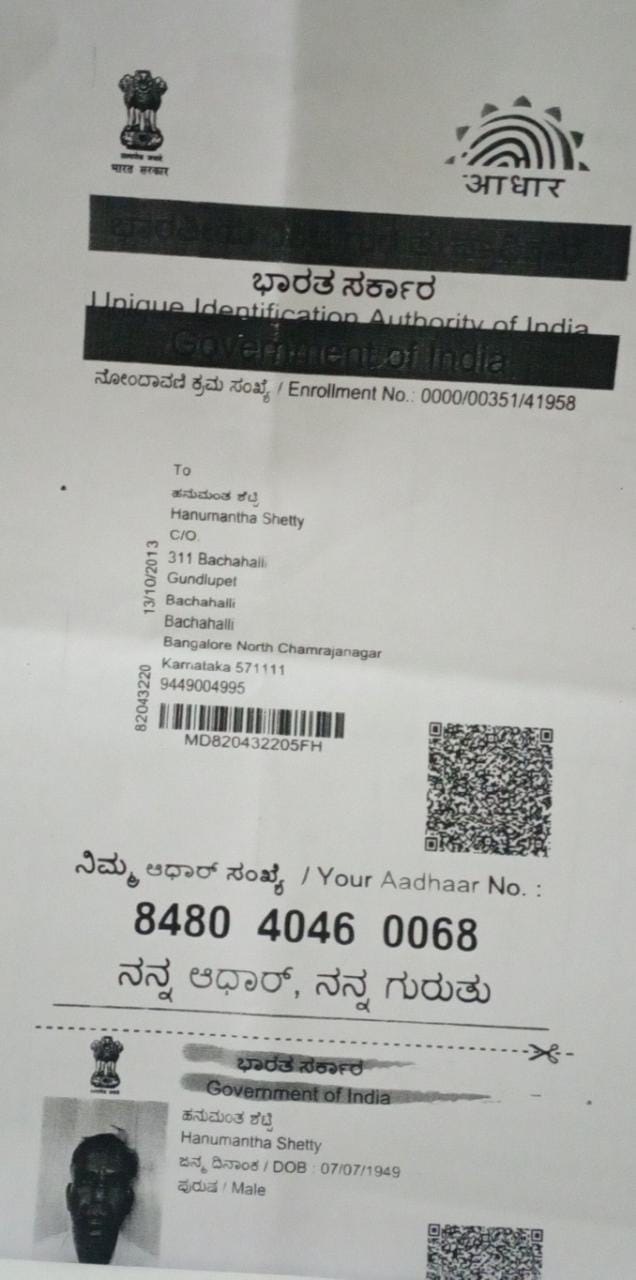 भारत सरकार
आधार
ಭಾರತ ಸರ್ಕಾರ
Unique Identification Authority of India
Government of India
ನೋಂದಾವಣಿ ಕ್ರಮ ಸಂಖ್ಯೆ / Enrollment No.: 0000/00351/41958
To
ಹನುಮಂತ ಶೆಟ್ಟಿ
Hanumantha Shetty
C/O.
311 Bachahalli
Gundlupet
Bachahalli
Bachahalli
Bangalore North Chamrajanagar
Karnataka 571111
9449004995
13/10/2013
82043220
MD820432205FH
ನಿಮ್ಮ ಆಧಾರ್ ಸಂಖ್ಯೆ / Your Aadhaar No. :
8480 4046 0068
ನನ್ನ ಆಧಾರ್, ನನ್ನ ಗುರುತು
ಭಾರತ ಸರ್ಕಾರ
Government of India
ಹನುಮಂತ ಶೆಟ್ಟಿ
Hanumantha Shetty
ಜನ್ಮ ದಿನಾಂಕ / DOB : 07/07/1949
ಪುರುಷ / Male